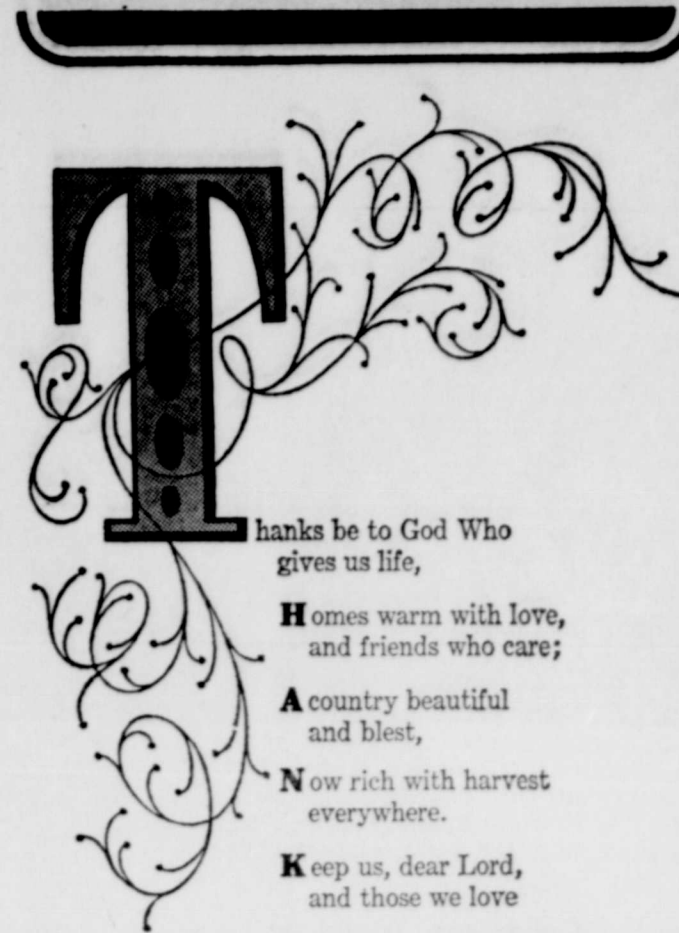 Thanks be to God Who
gives us life,
Homes warm with love,
and friends who care;
A country beautiful
and blest,
Now rich with harvest
everywhere.
Keep us, dear Lord,
and those we love